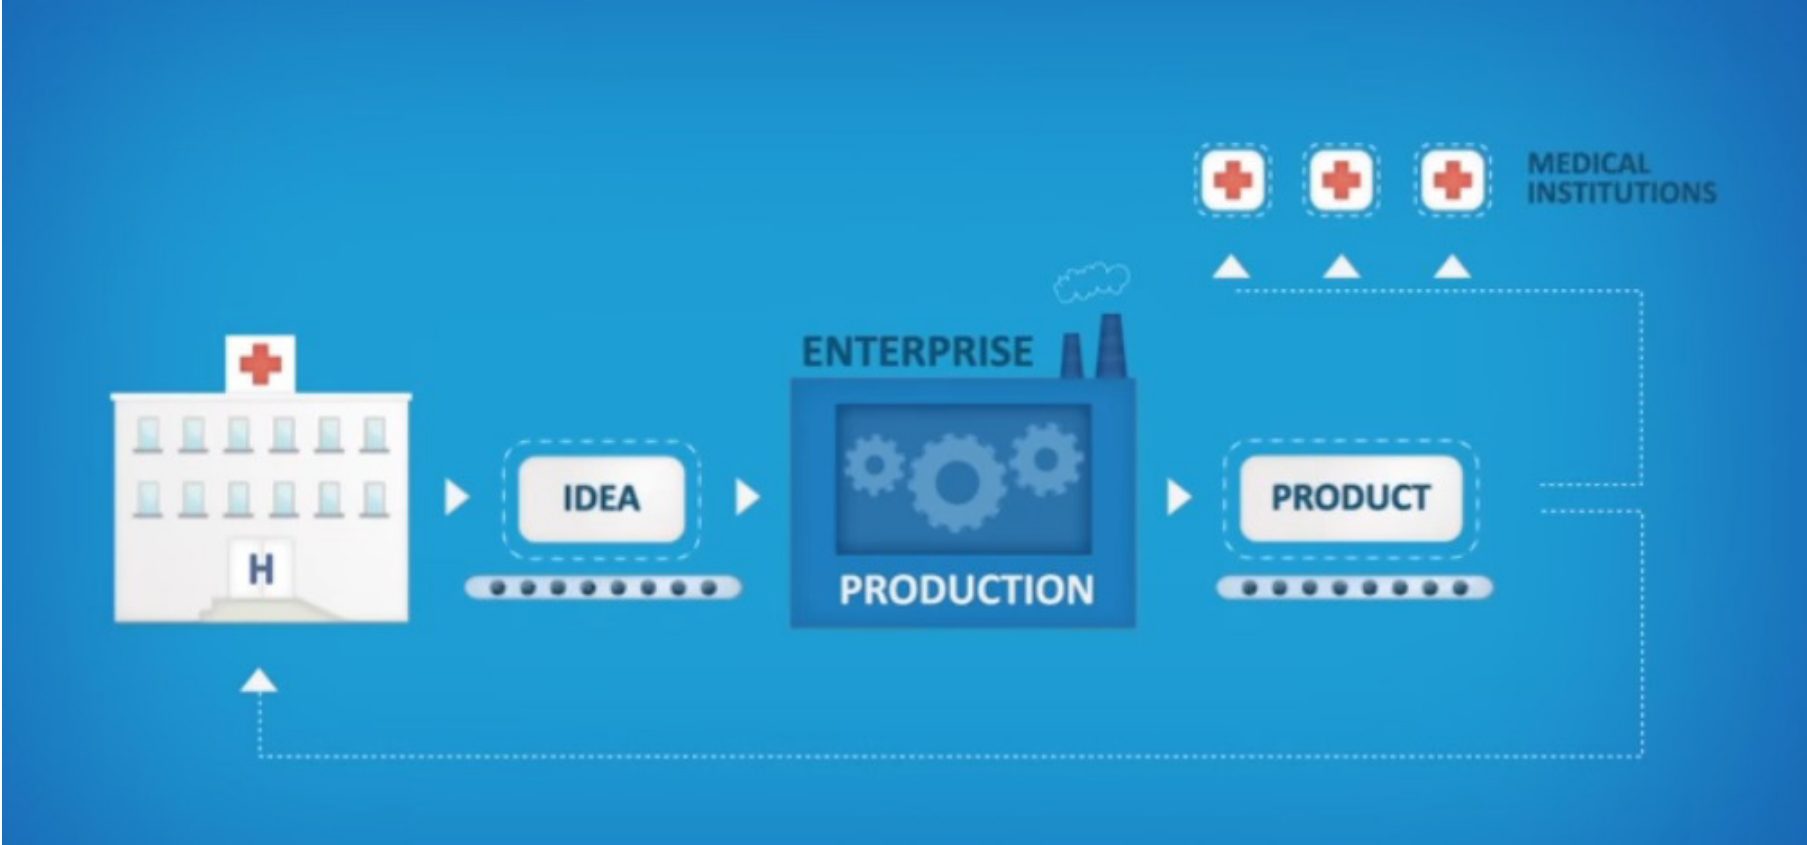 MEDICAL
INSTITUTIONS
ENTERPRISE
IDEA
PRODUCT
H
PRODUCTION